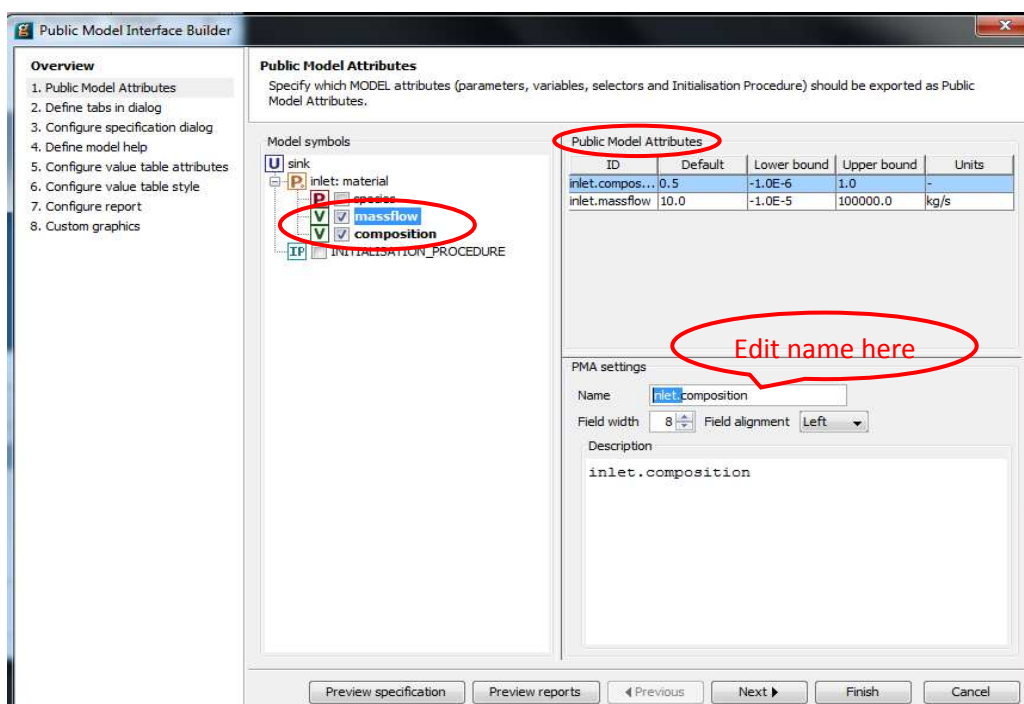 Public Model Interface Builder
Overview
1. Public Model Attributes
2. Define tabs in dialog
3. Configure specification dialog
4. Define model help
5. Configure value table attributes
6. Configure value table style
7. Configure report
8. Custom graphics
Public Model Attributes
Specify which MODEL attributes (parameters, variables, selectors and Initialisation Procedure) should be exported as Public
Model Attributes.
Model symbols
U sink
P inlet: material
P species
V massflow
V composition
IP INITIALISATION_PROCEDURE
Public Model Attributes
ID Default Lower bound Upper bound Units
inlet.compos... 0.5 -1.0E-6 1.0 -
inlet.massflow 10.0 -1.0E-5 100000.0 kg/s
Edit name here
PMA settings
Name inlet.composition
Field width 8 Field alignment Left
Description
inlet.composition
Preview specification Preview reports Previous Next Finish Cancel